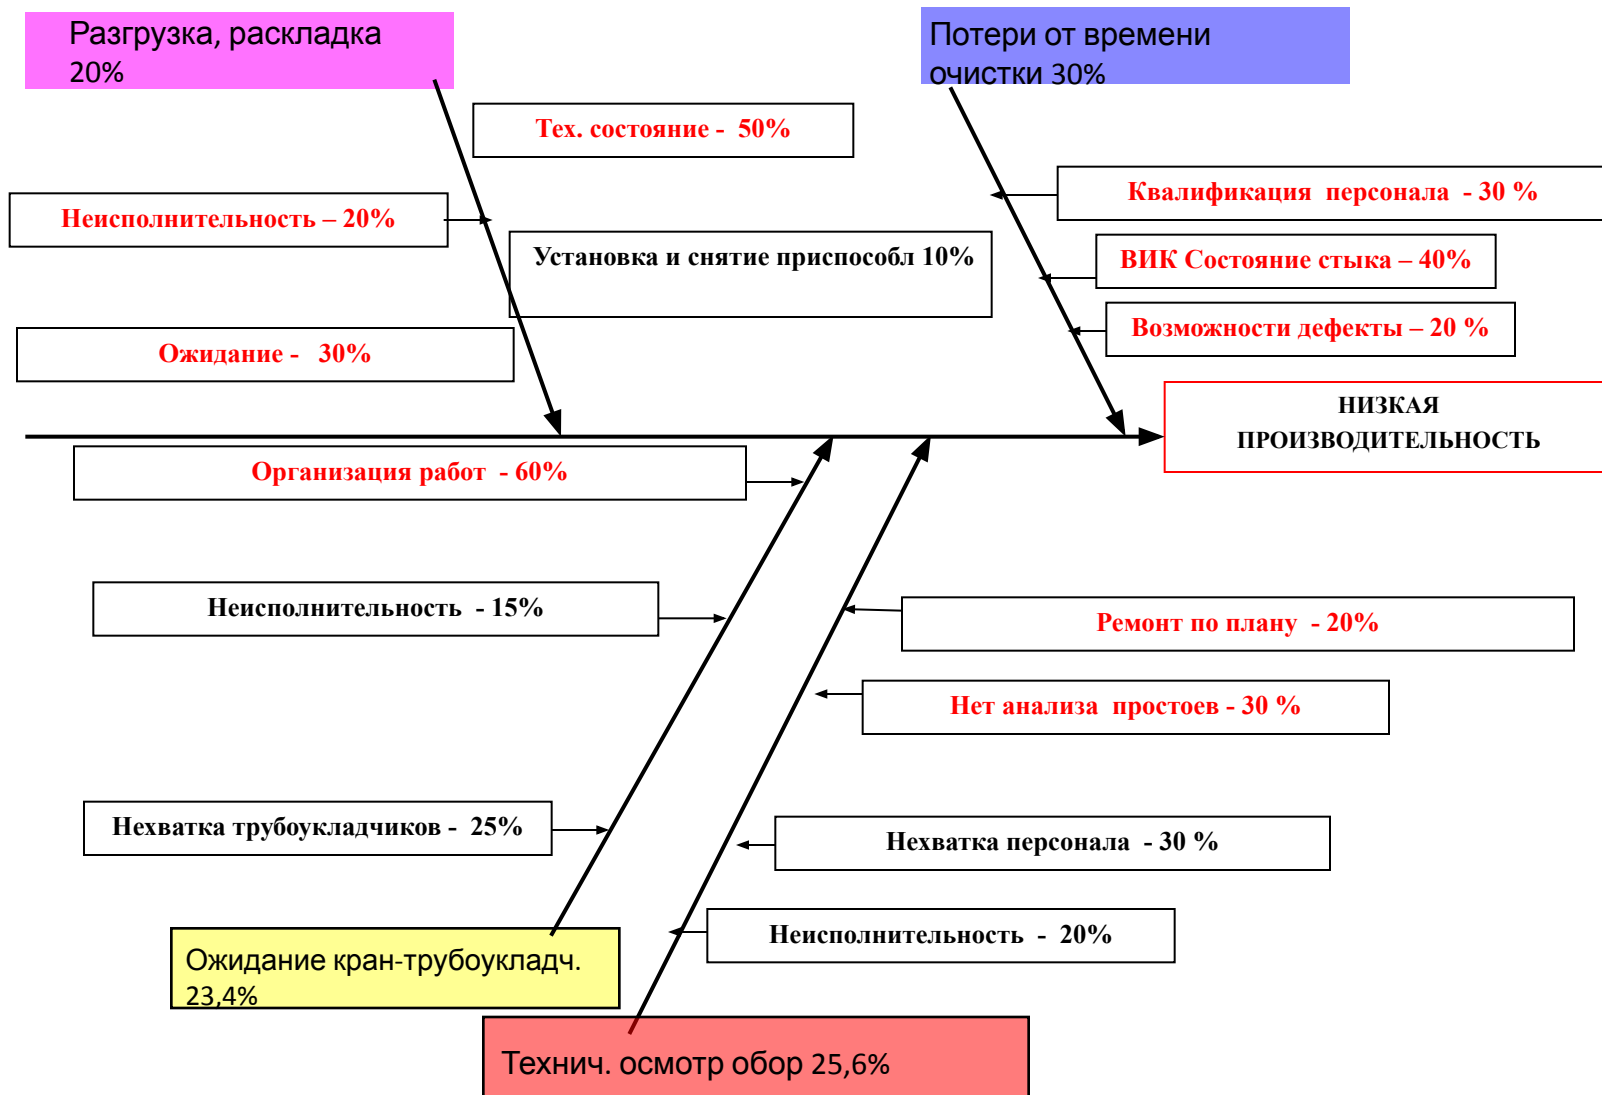 Разгрузка, раскладка
20%
Потери от времени
очистки 30%
Тех. состояние - 50%
Квалификация персонала - 30 %
Неисполнительность – 20%
Установка и снятие приспособл 10%
ВИК Состояние стыка – 40%
Возможности дефекты – 20 %
Ожидание - 30%
НИЗКАЯ
ПРОИЗВОДИТЕЛЬНОСТЬ
Организация работ - 60%
Неисполнительность - 15%
Ремонт по плану - 20%
Нет анализа простоев - 30 %
Нехватка трубоукладчиков - 25%
Нехватка персонала - 30 %
Неисполнительность - 20%
Ожидание кран-трубоукладч.
23,4%
Технич. осмотр обор 25,6%